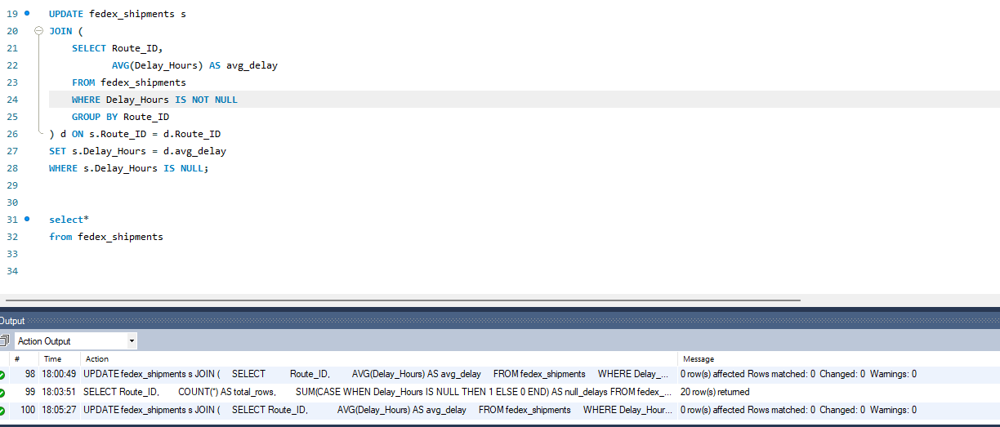 19 UPDATE fedex_shipments s
20 JOIN (
21 SELECT Route_ID,
22 AVG(Delay_Hours) AS avg_delay
23 FROM fedex_shipments
24 WHERE Delay_Hours IS NOT NULL
25 GROUP BY Route_ID
26 ) d ON s.Route_ID = d.Route_ID
27 SET s.Delay_Hours = d.avg_delay
28 WHERE s.Delay_Hours IS NULL;
29
30
31 select*
32 from fedex_shipments
33
34
Output
Action Output
# Time Action Message
98 18:00:49 UPDATE fedex_shipments s JOIN ( SELECT Route_ID, AVG(Delay_Hours) AS avg_delay FROM fedex_shipments WHERE Delay_... 0 row(s) affected Rows matched: 0 Changed: 0 Warnings: 0
99 18:03:51 SELECT Route_ID, COUNT(*) AS total_rows, SUM(CASE WHEN Delay_Hours IS NULL THEN 1 ELSE 0 END) AS null_delays FROM fedex_... 20 row(s) returned
100 18:05:27 UPDATE fedex_shipments s JOIN ( SELECT Route_ID, AVG(Delay_Hours) AS avg_delay FROM fedex_shipments WHERE Delay_Hour... 0 row(s) affected Rows matched: 0 Changed: 0 Warnings: 0